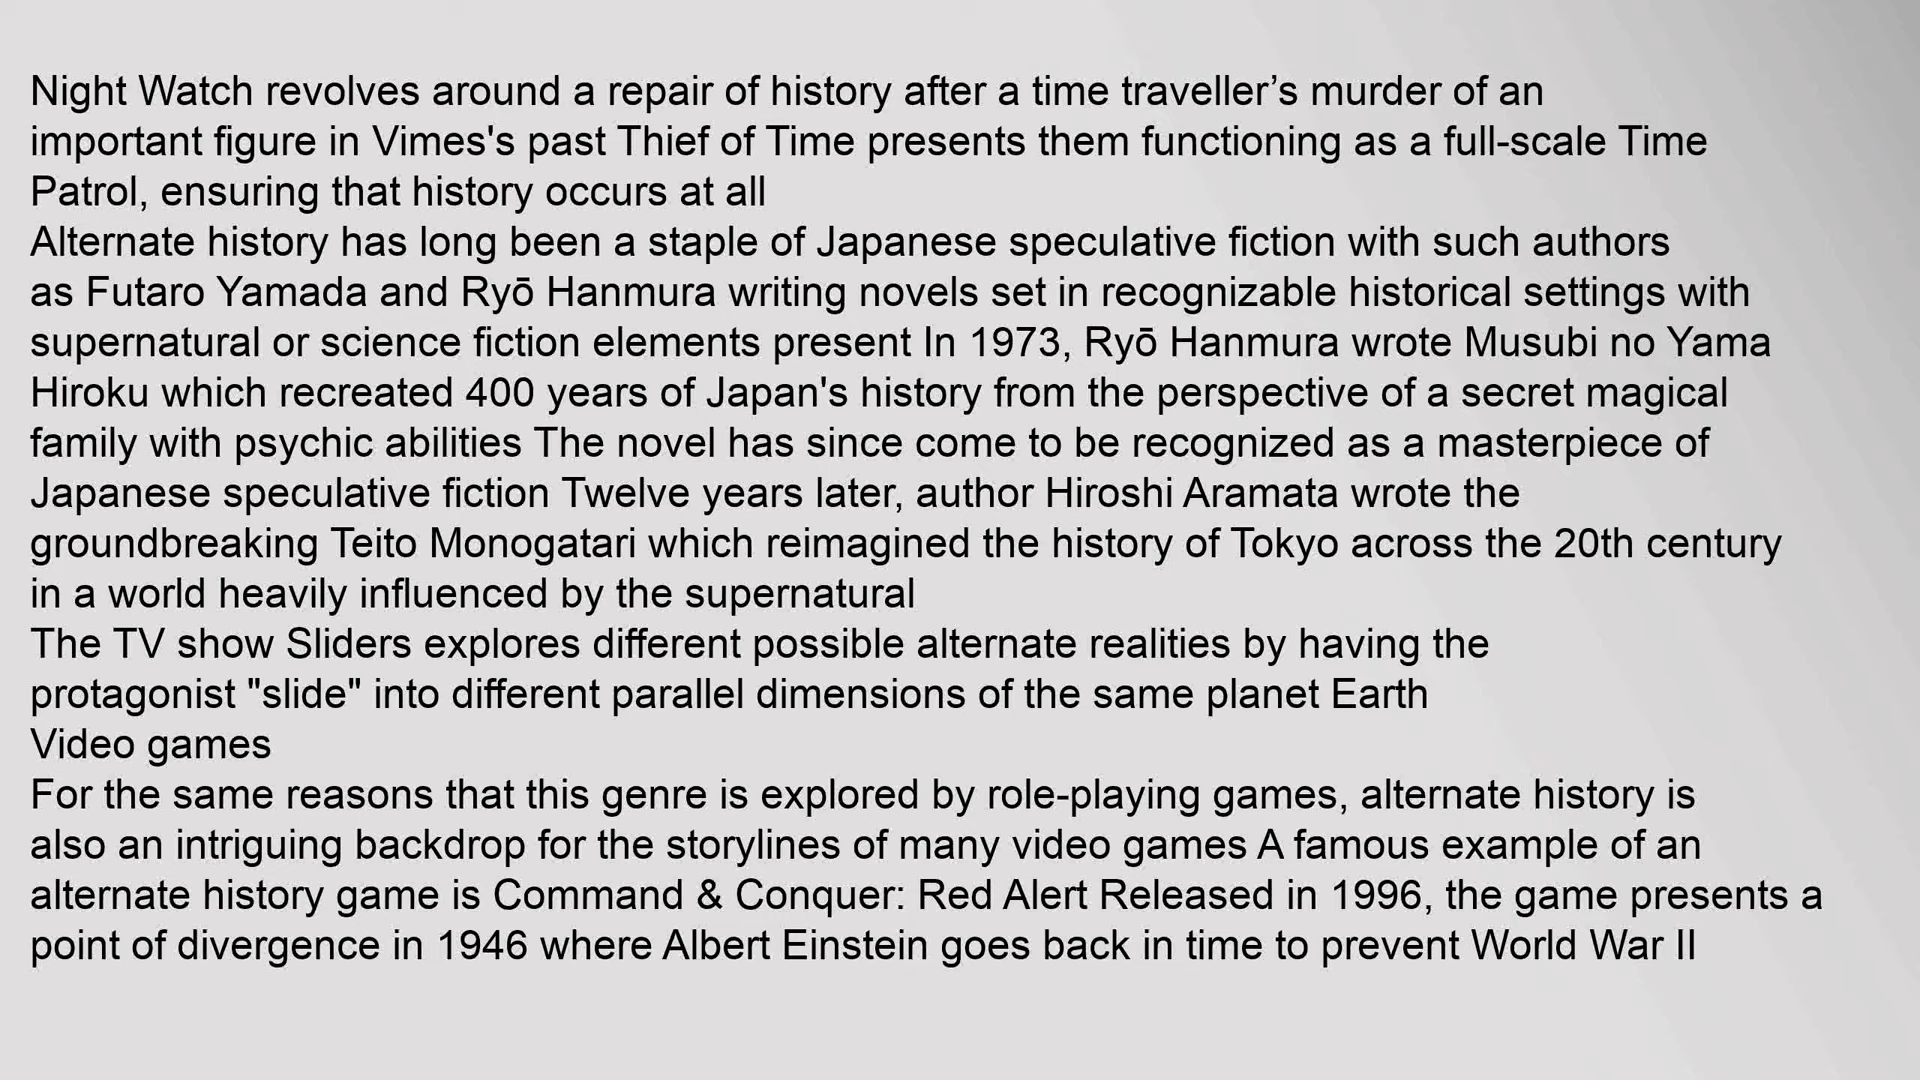 Night Watch revolves around a repair of history after a time traveller’s murder of an
important figure in Vimes's past Thief of Time presents them functioning as a full-scale Time
Patrol, ensuring that history occurs at all
Alternate history has long been a staple of Japanese speculative fiction with such authors
as Futaro Yamada and Ryō Hanmura writing novels set in recognizable historical settings with
supernatural or science fiction elements present In 1973, Ryō Hanmura wrote Musubi no Yama
Hiroku which recreated 400 years of Japan's history from the perspective of a secret magical
family with psychic abilities The novel has since come to be recognized as a masterpiece of
Japanese speculative fiction Twelve years later, author Hiroshi Aramata wrote the
groundbreaking Teito Monogatari which reimagined the history of Tokyo across the 20th century
in a world heavily influenced by the supernatural
The TV show Sliders explores different possible alternate realities by having the
protagonist "slide" into different parallel dimensions of the same planet Earth
Video games
For the same reasons that this genre is explored by role-playing games, alternate history is
also an intriguing backdrop for the storylines of many video games A famous example of an
alternate history game is Command & Conquer: Red Alert Released in 1996, the game presents a
point of divergence in 1946 where Albert Einstein goes back in time to prevent World War II